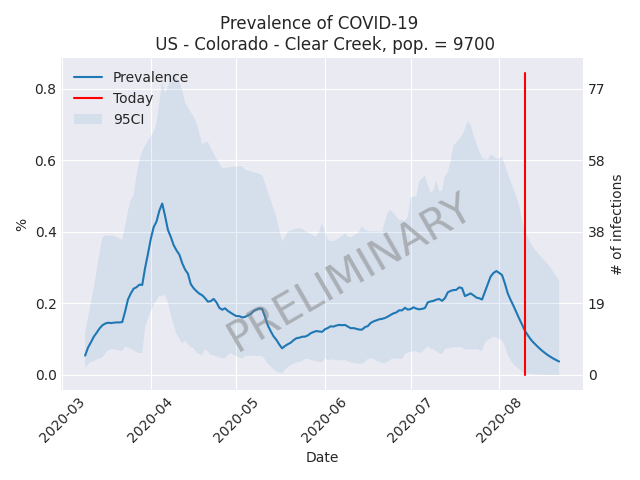 Prevalence of COVID-19
US - Colorado - Clear Creek, pop. = 9700
Prevalence
Today
95CI
PRELIMINARY
%
0.8
0.6
0.4
0.2
0.0
77
58
38
19
0
# of infections
2020-03
2020-04
2020-05
2020-06
2020-07
2020-08
Date